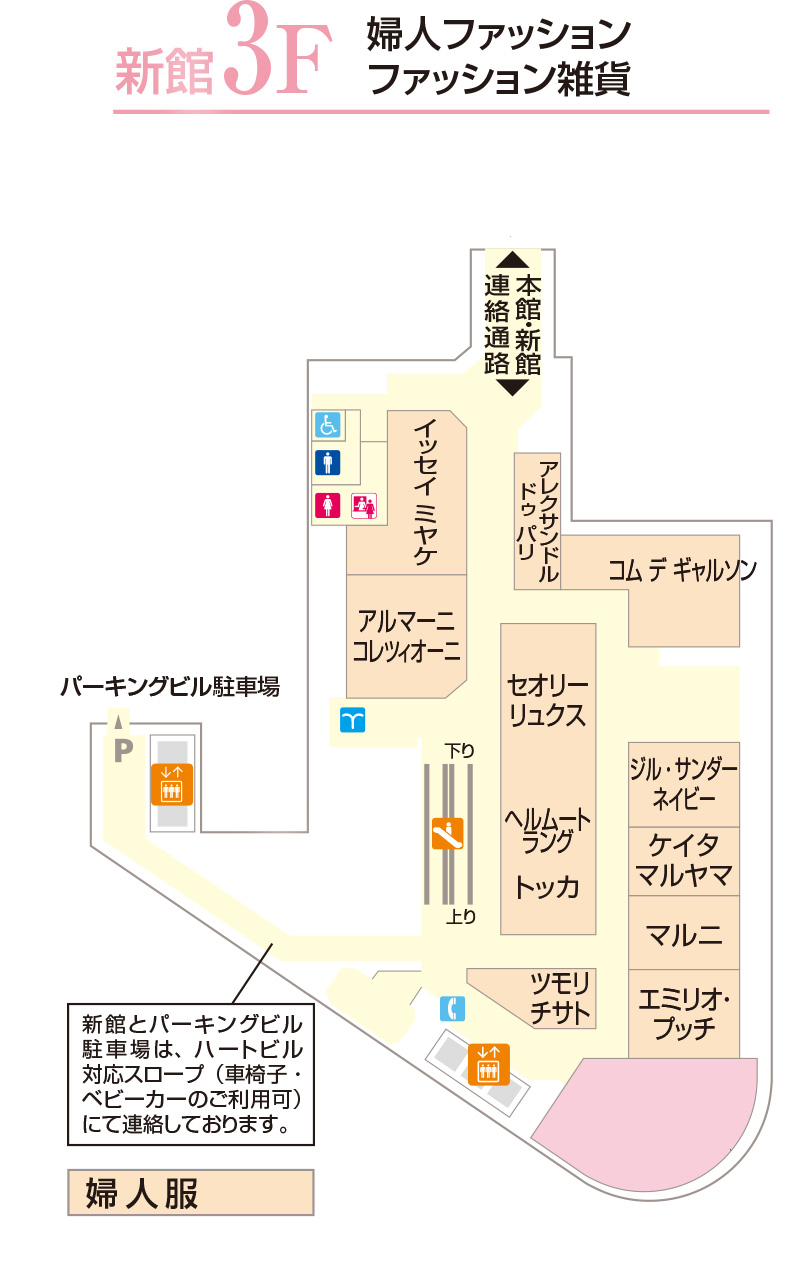 新館3F
婦人ファッション
ファッション雑貨
本館・新館
連絡通路
イッセイ ミヤケ
アレクサンドル
ドゥ パリ
コム デ ギャルソン
アルマーニ
コレツィオーニ
セオリー
リュクス
パーキングビル駐車場
P
下り
ジル・サンダー
ネイビー
ヘルムート
ラング
ケイタ
マルヤマ
トッカ
上り
マルニ
ツモリ
チサト
エミリオ・
プッチ
新館とパーキングビル
駐車場は、ハートビル
対応スロープ（車椅子・
ベビーカーのご利用可）
にて連絡しております。
婦人服